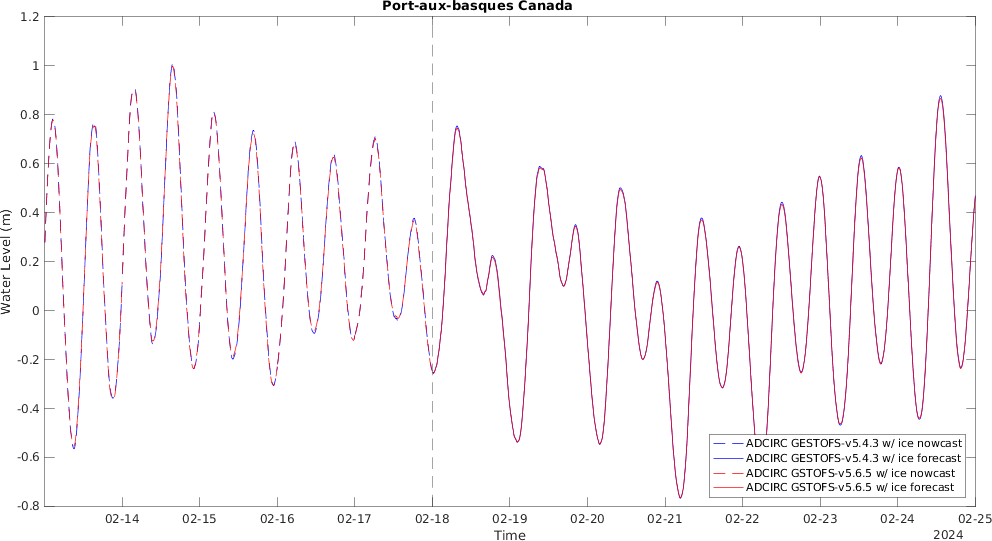 Port-aux-basques Canada
1.2
1
0.8
0.6
0.4
0.2
0
-0.2
-0.4
-0.6
-0.8
Water Level (m)
ADCIRC GESTOFS-v5.4.3 w/ ice nowcast
ADCIRC GESTOFS-v5.4.3 w/ ice forecast
ADCIRC GSTOFS-v5.6.5 w/ ice nowcast
ADCIRC GSTOFS-v5.6.5 w/ ice forecast
02-14 02-15 02-16 02-17 02-18 02-19 02-20 02-21 02-22 02-23 02-24 02-25
Time
2024